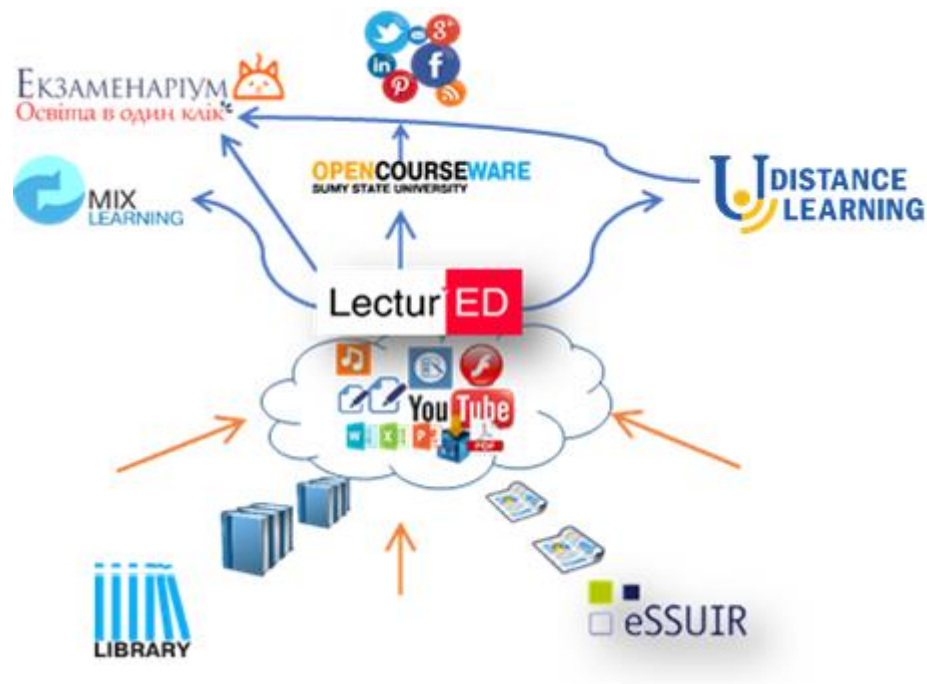 g+
in
f
ЕКЗАМЕНАРІУМ
Освіта в один клік
OPENCOURSEWARE
SUMY STATE UNIVERSITY
MIX
LEARNING
DISTANCE
LEARNING
Lectur'ED
You Tube
W X P
PDF
LIBRARY
eSSUIR